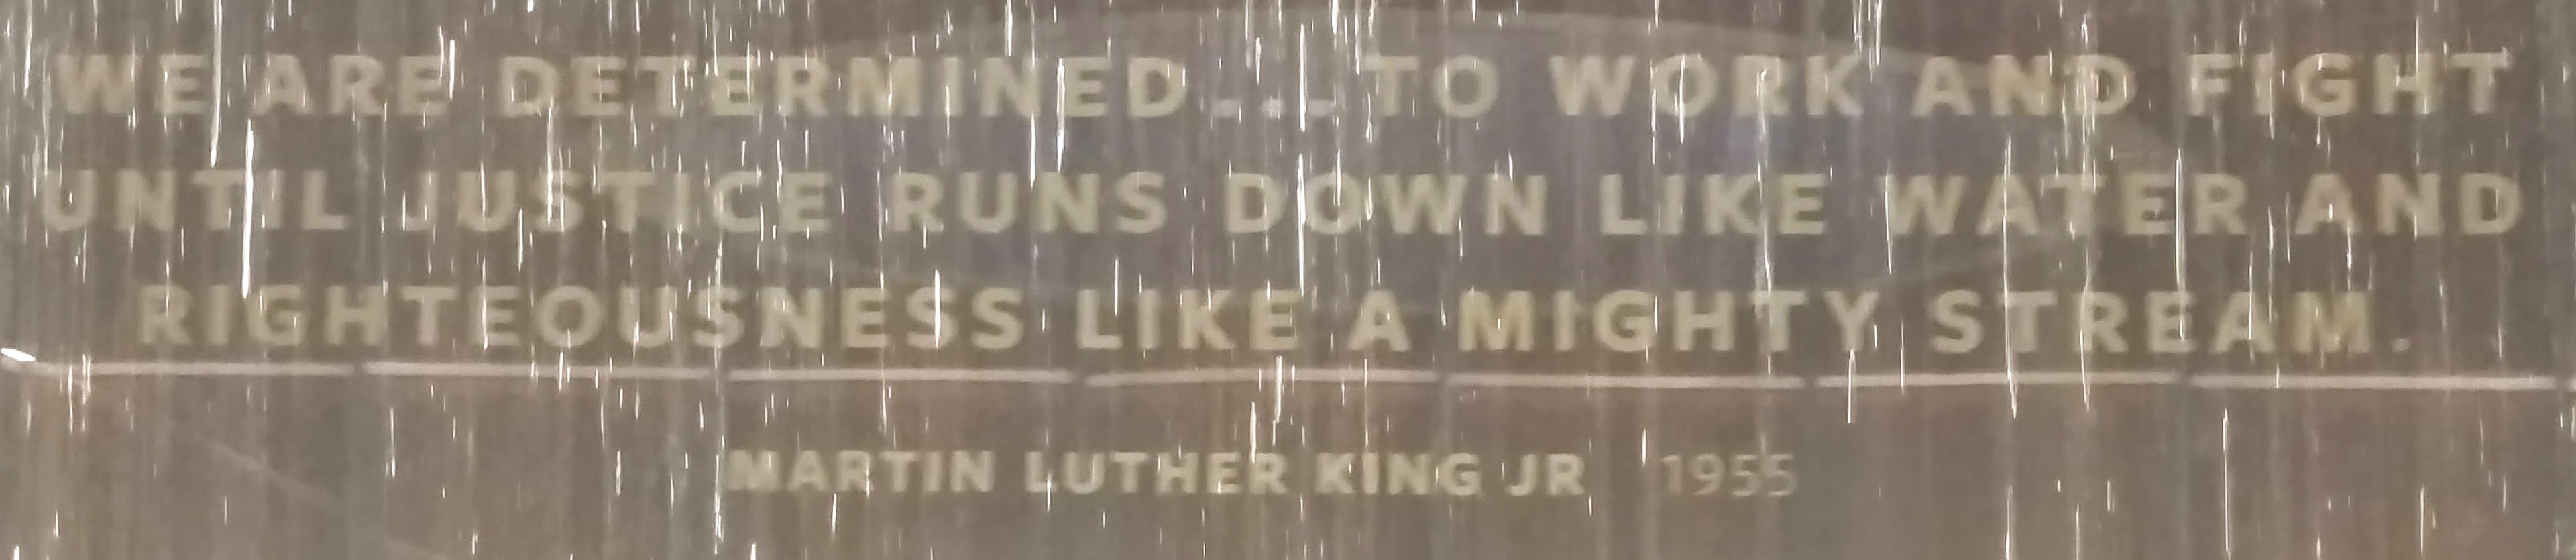 WE ARE DETERMINED...TO WORK AND FIGHT
UNTIL JUSTICE RUNS DOWN LIKE WATER AND
RIGHTEOUSNESS LIKE A MIGHTY STREAM.
MARTIN LUTHER KING JR 1955